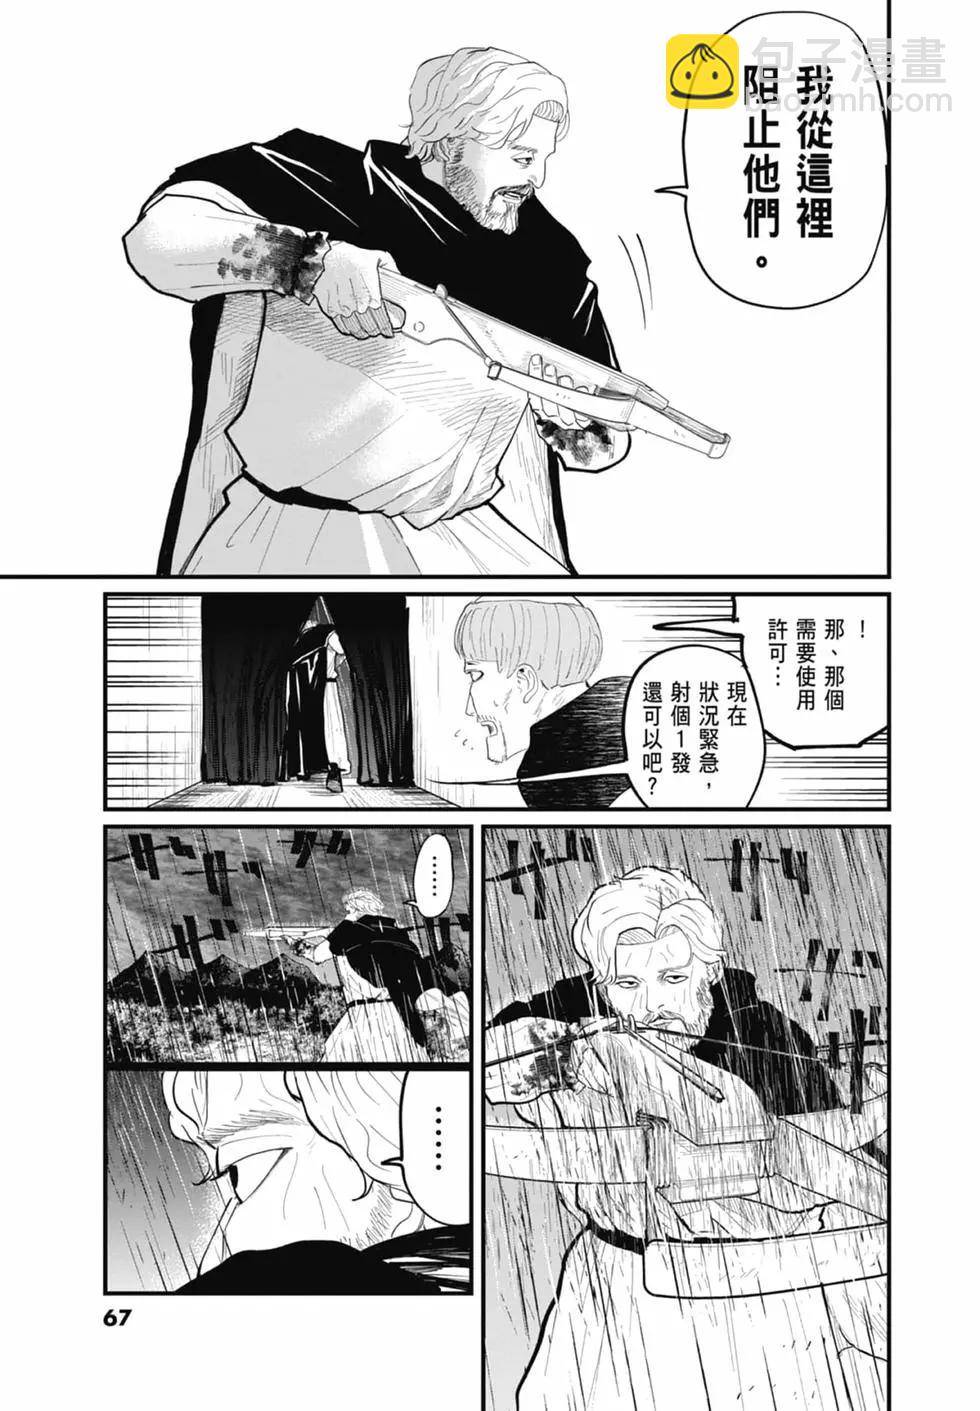 包子漫畫
baozimh.com
我從這裡
阻止他們。
！
那、那個
需要使用
許可…
現在
狀況緊急，
射個1發
還可以吧？
……
……
67